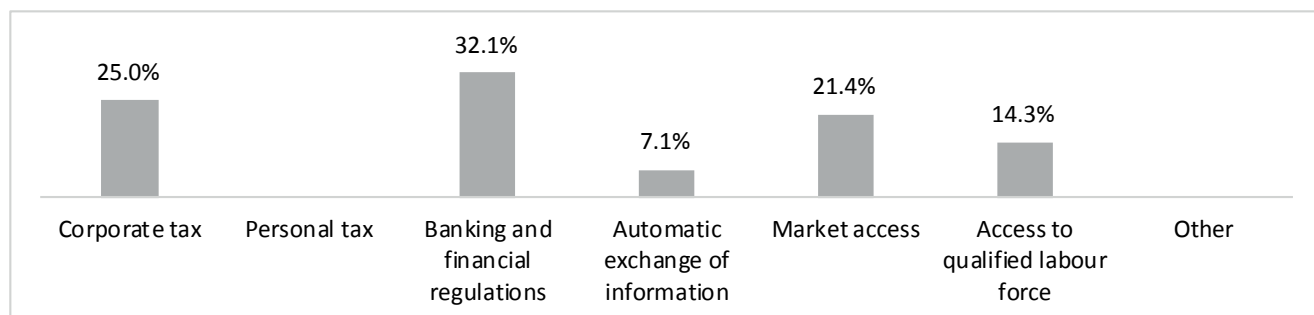 32.1%
25.0%
21.4%
14.3%
7.1%
Corporate tax
Personal tax
Banking and
financial
regulations
Automatic
exchange of
information
Market access
Access to
qualified labour
force
Other